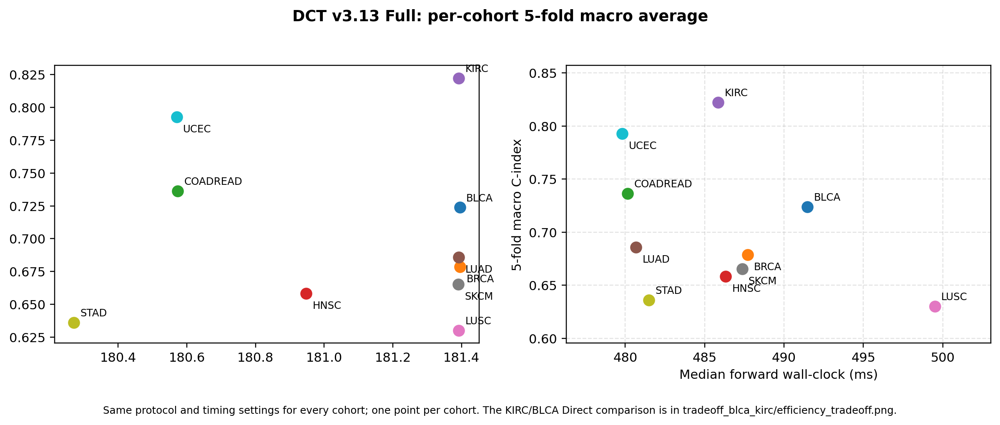 DCT v3.13 Full: per-cohort 5-fold macro average
0.825
0.800
0.775
0.750
0.725
0.700
0.675
0.650
0.625
KIRC
UCEC
COADREAD
BLCA
LUAD
BRCA
SKCM
HNSC
STAD
LUSC
180.4 180.6 180.8 181.0 181.2 181.4
5-fold macro C-index
0.85
0.80
0.75
0.70
0.65
0.60
KIRC
UCEC
COADREAD
BLCA
LUAD
BRCA
SKCM
HNSC
STAD
LUSC
480 485 490 495 500
Median forward wall-clock (ms)
Same protocol and timing settings for every cohort; one point per cohort. The KIRC/BLCA Direct comparison is in tradeoff_blca_kirc/efficiency_tradeoff.png.